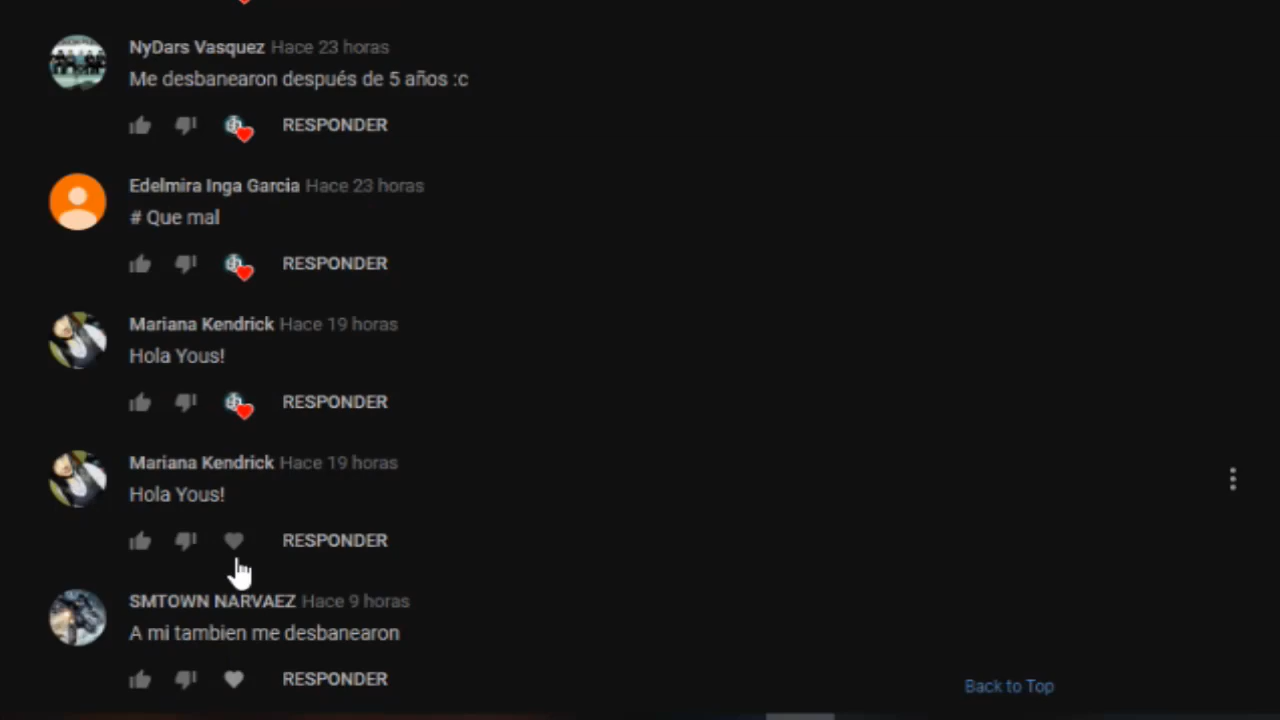 NyDars Vasquez Hace 23 horas
Me desbanearon después de 5 años :c
RESPONDER
Edelmira Inga Garcia Hace 23 horas
# Que mal
RESPONDER
Mariana Kendrick Hace 19 horas
Hola Yous!
RESPONDER
Mariana Kendrick Hace 19 horas
Hola Yous!
RESPONDER
SMTOWN NARVAEZ Hace 9 horas
A mi tambien me desbanearon
RESPONDER
Back to Top